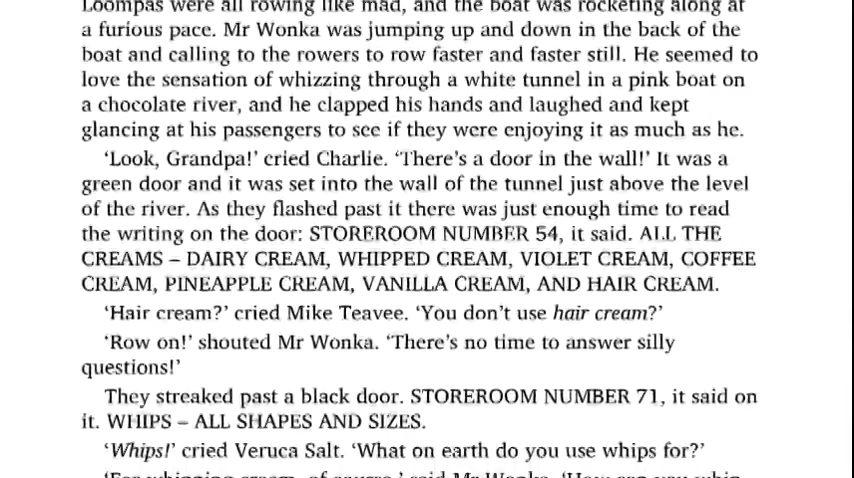 Loompas were all rowing like mad, and the boat was rocketing along at
a furious pace. Mr Wonka was jumping up and down in the back of the
boat and calling to the rowers to row faster and faster still. He seemed to
love the sensation of whizzing through a white tunnel in a pink boat on
a chocolate river, and he clapped his hands and laughed and kept
glancing at his passengers to see if they were enjoying it as much as he.
‘Look, Grandpa!’ cried Charlie. ‘There’s a door in the wall!’ It was a
green door and it was set into the wall of the tunnel just above the level
of the river. As they flashed past it there was just enough time to read
the writing on the door: STOREROOM NUMBER 54, it said. ALL THE
CREAMS – DAIRY CREAM, WHIPPED CREAM, VIOLET CREAM, COFFEE
CREAM, PINEAPPLE CREAM, VANILLA CREAM, AND HAIR CREAM.
‘Hair cream?’ cried Mike Teavee. ‘You don’t use hair cream?’
‘Row on!’ shouted Mr Wonka. ‘There’s no time to answer silly
questions!’
They streaked past a black door. STOREROOM NUMBER 71, it said on
it. WHIPS – ALL SHAPES AND SIZES.
‘Whips!’ cried Veruca Salt. ‘What on earth do you use whips for?’
‘For whipping cream, of course,’ said Mr Wonka. ‘How can you whip